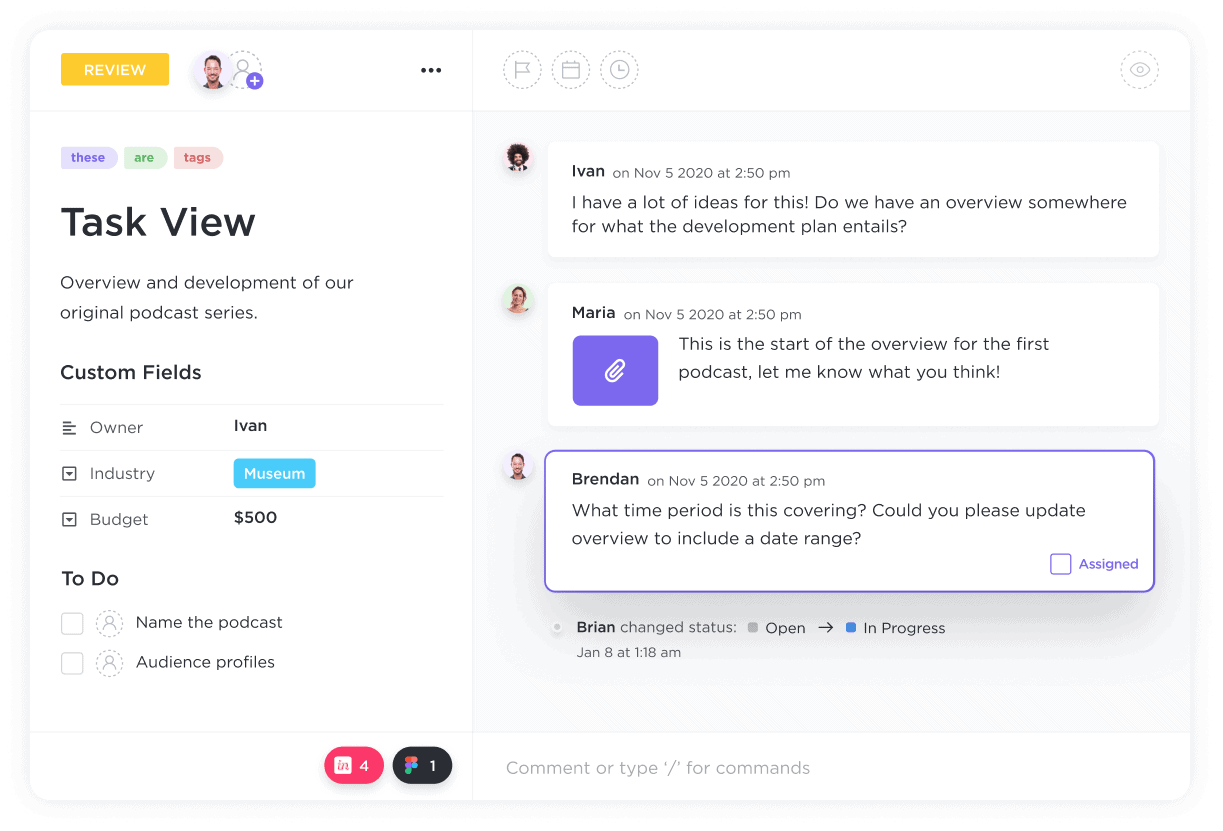 REVIEW
these are tags
Task View
Overview and development of our
original podcast series.
Custom Fields
Owner Ivan
Industry Museum
Budget $500
To Do
Name the podcast
Audience profiles
in 4 1
Ivan on Nov 5 2020 at 2:50 pm
I have a lot of ideas for this! Do we have an overview somewhere
for what the development plan entails?
Maria on Nov 5 2020 at 2:50 pm
This is the start of the overview for the first
podcast, let me know what you think!
Brendan on Nov 5 2020 at 2:50 pm
What time period is this covering? Could you please update
overview to include a date range?
Assigned
Brian changed status: Open → In Progress
Jan 8 at 1:18 am
Comment or type ‘/’ for commands